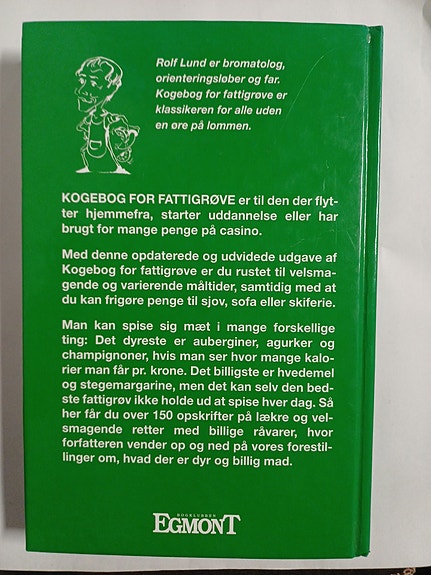 Rolf Lund er bromatolog,
orienteringsløber og far.
Kogebog for fattigrøve er
klassikeren for alle uden
en øre på lommen.
KOGEBOG FOR FATTIGRØVE er til den der flyt-
ter hjemmefra, starter uddannelse eller har
brugt for mange penge på casino.
Med denne opdaterede og udvidede udgave af
Kogebog for fattigrøve er du rustet til velsma-
gende og varierende måltider, samtidig med at
du kan frigøre penge til sjov, sofa eller skiferie.
Man kan spise sig mæt i mange forskellige
ting: Det dyreste er auberginer, agurker og
champignoner, hvis man ser hvor mange kalo-
rier man får pr. krone. Det billigste er hvedemel
og stegemargarine, men det kan selv den bed-
ste fattigrøv ikke holde ud at spise hver dag. Så
her får du over 150 opskrifter på lækre og vel-
smagende retter med billige råvarer, hvor
forfatteren vender op og ned på vores forestil-
linger om, hvad der er dyr og billig mad.
BOGKLUBBEN
EGMONT